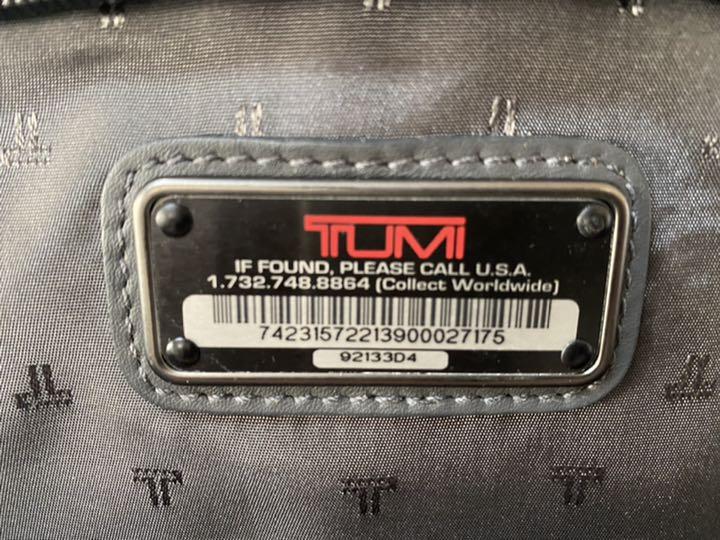 TUMI
IF FOUND, PLEASE CALL U.S.A.
1.732.748.8864 (Collect Worldwide)
74231572213900027175
92133D4